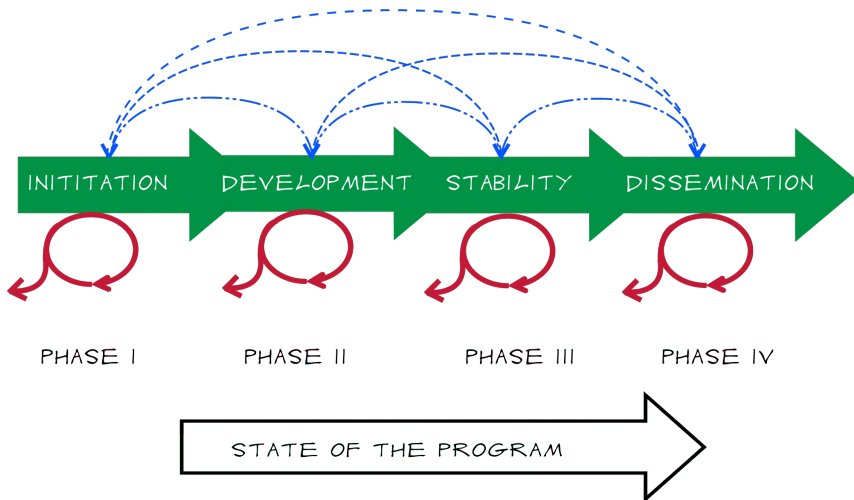 INITITATION
DEVELOPMENT
STABILITY
DISSEMINATION
PHASE I
PHASE II
PHASE III
PHASE IV
STATE OF THE PROGRAM